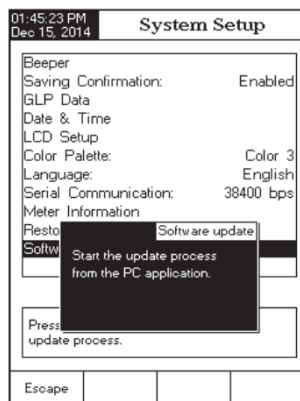 01:45:23 PM
Dec 15, 2014
System Setup
Beeper
Saving Confirmation: Enabled
GLP Data
Date & Time
LCD Setup
Color Palette: Color 3
Language: English
Serial Communication: 38400 bps
Meter Information
Resto
Softw
Software update
Start the update process
from the PC application.
Press
update process.
Escape